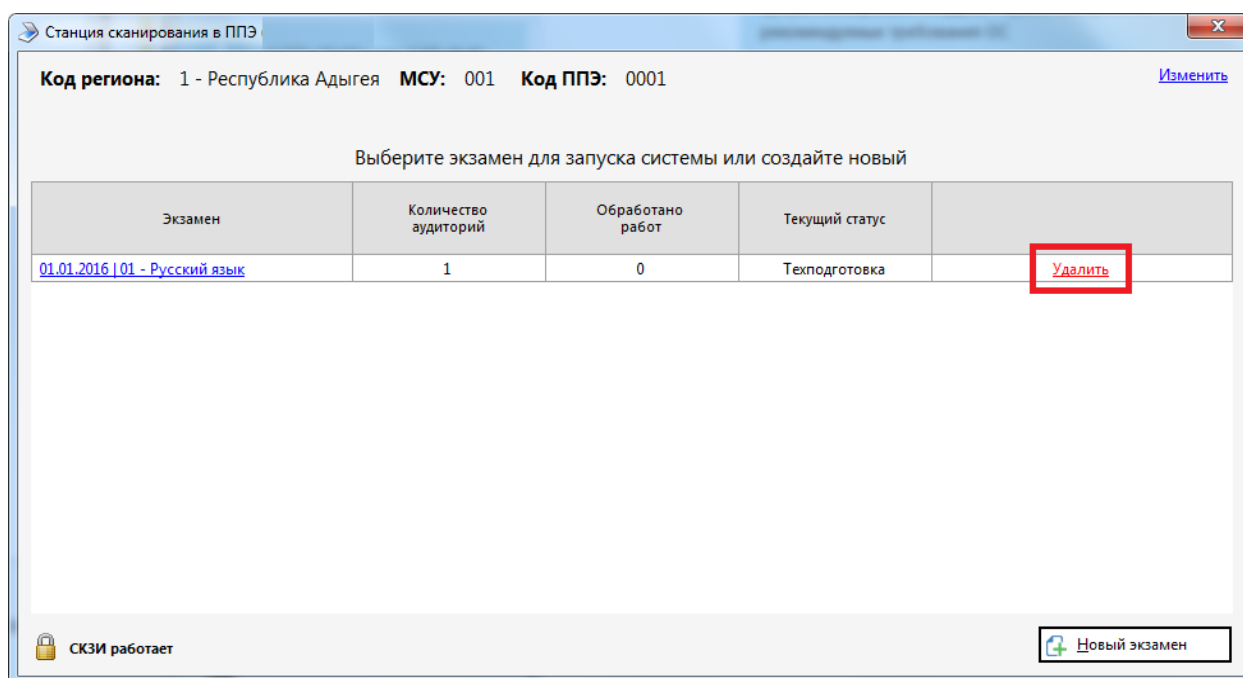 Станция сканирования в ППЭ
Код региона: 1 - Республика Адыгея МСУ: 001 Код ППЭ: 0001 Изменить
Выберите экзамен для запуска системы или создайте новый
Экзамен Количество аудиторий Обработано работ Текущий статус
01.01.2016 | 01 - Русский язык 1 0 Техподготовка Удалить
СКЗИ работает Новый экзамен